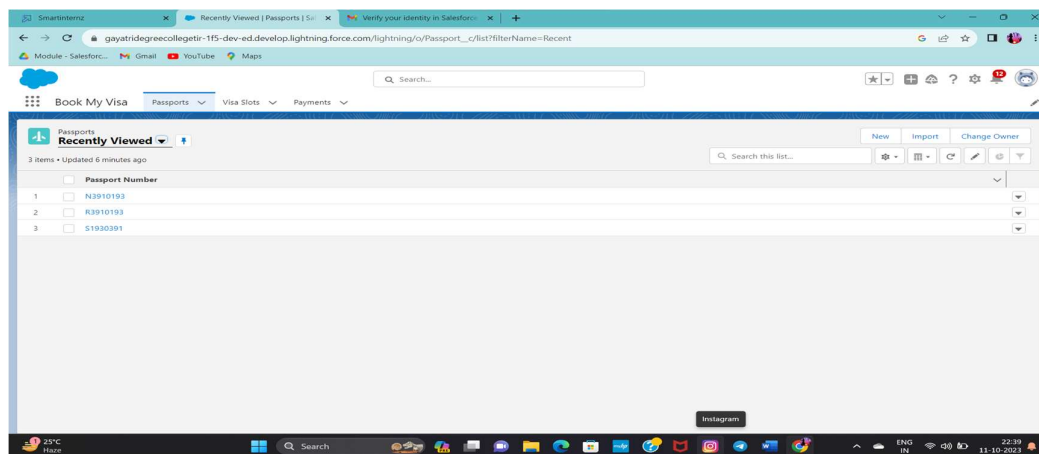 Smartinternz
Recently Viewed | Passports | Sa
Verify your identity in Salesforce
gayatridegreecollegetir-1f5-dev-ed.develop.lightning.force.com/lightning/o/Passport__c/list?filterName=Recent
Module - Salesforc... Gmail YouTube Maps
Search...
12
Book My Visa Passports Visa Slots Payments
Passports
Recently Viewed
New Import Change Owner
3 items • Updated 6 minutes ago
Search this list...
Passport Number
1 N3910193
2 R3910193
3 S1930391
Instagram
1
25°C
Haze
Search
ENG
IN
22:39
11-10-2023